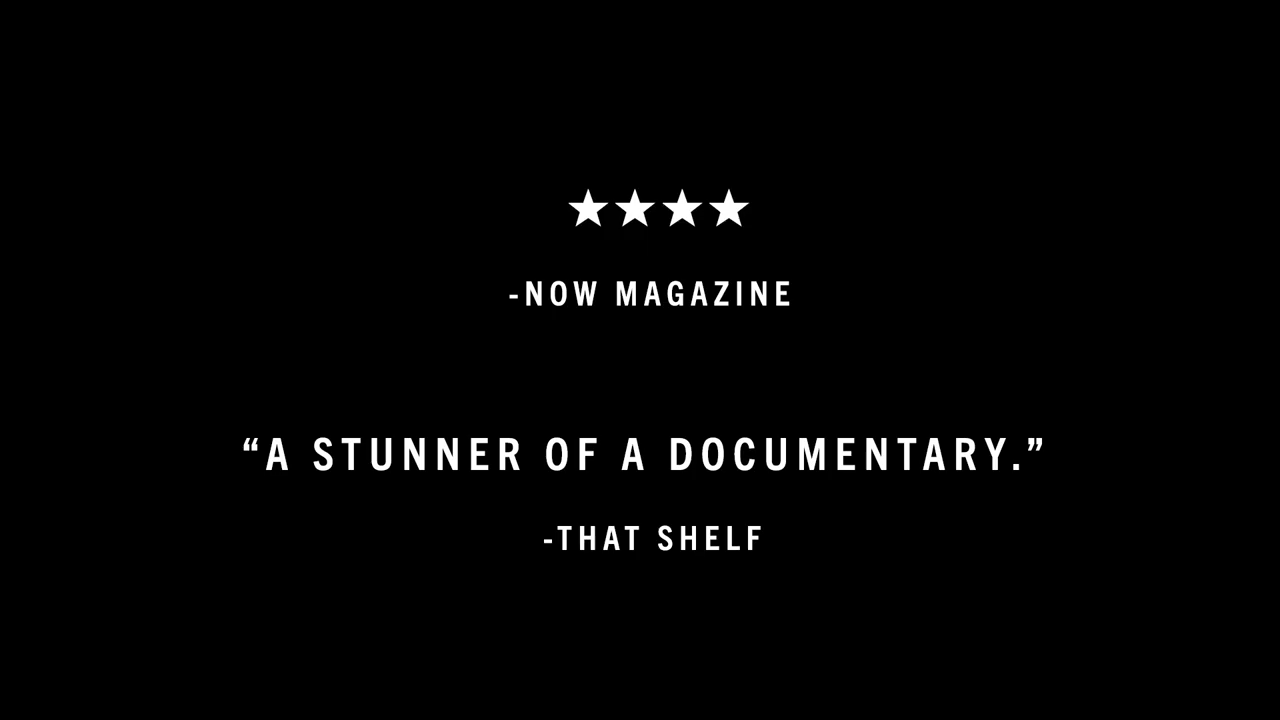 ★★★★
-NOW MAGAZINE
“A STUNNER OF A DOCUMENTARY.”
-THAT SHELF